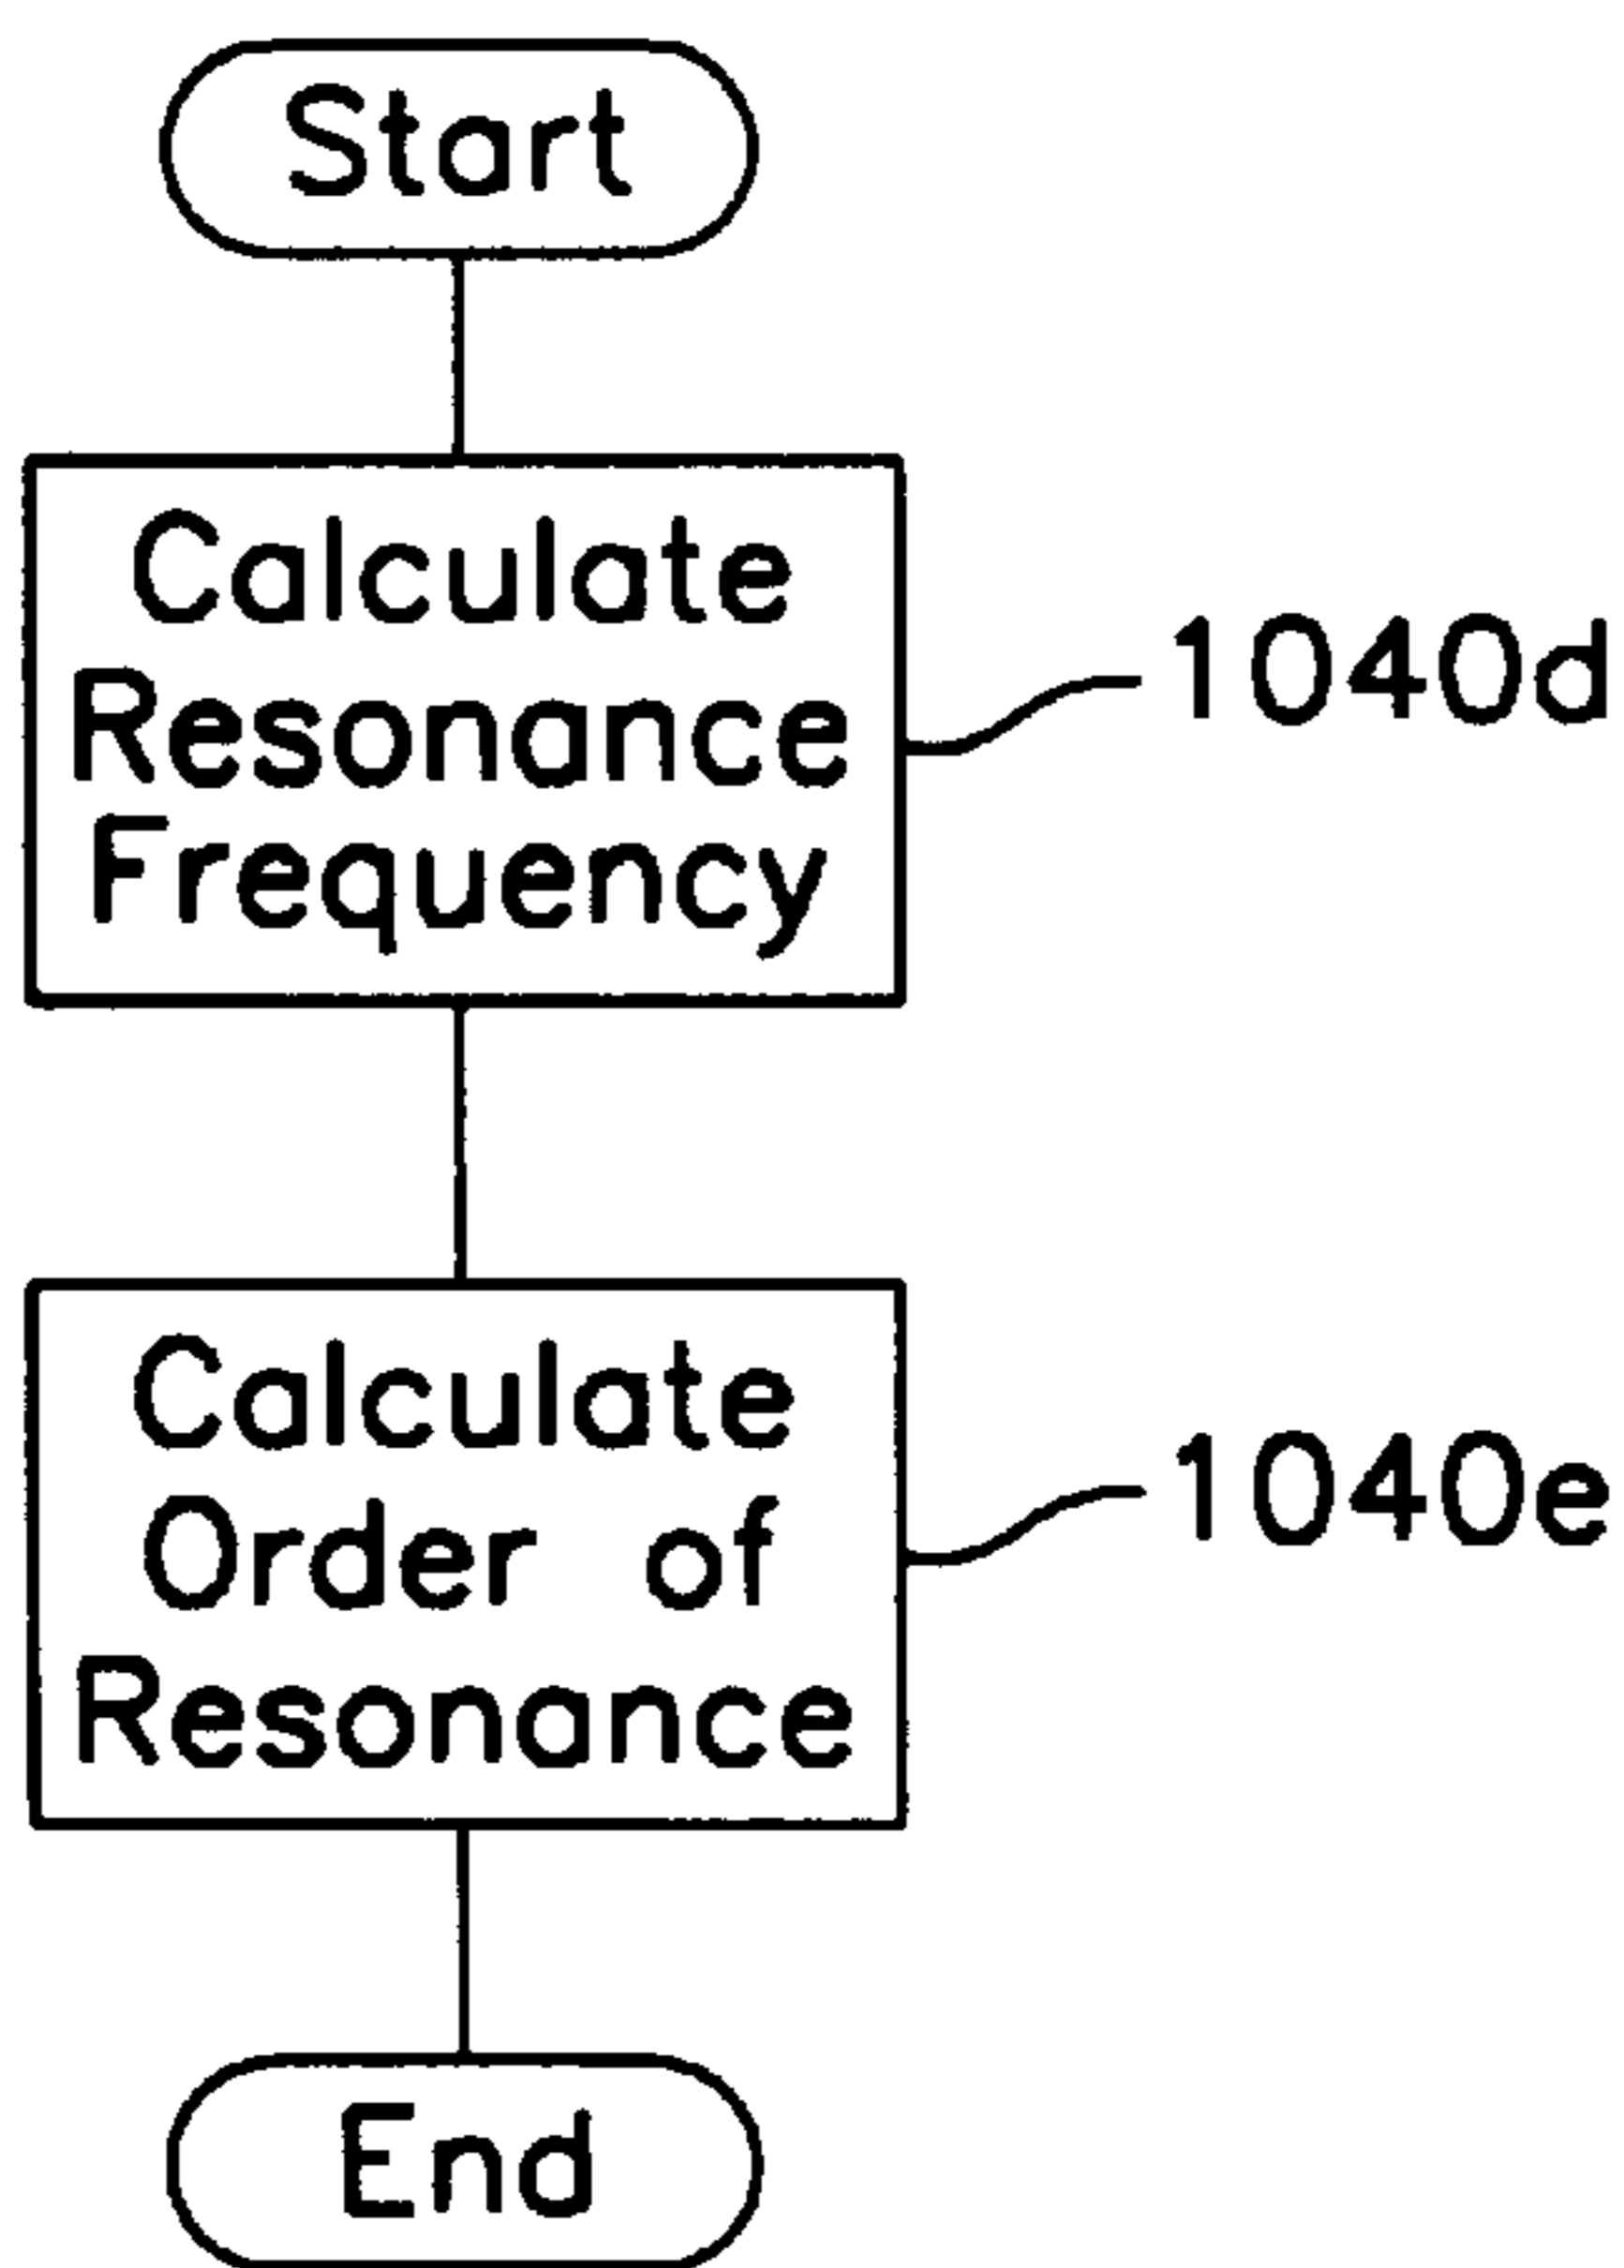 Start
Calculate
Resonance
Frequency
1040d
Calculate
Order of
Resonance
1040e
End